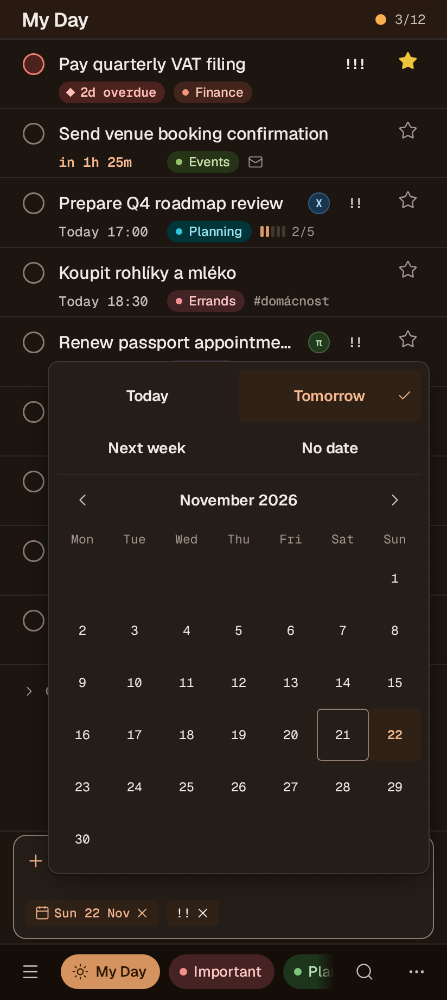 My Day 3/12
Pay quarterly VAT filing !!!
2d overdue Finance
Send venue booking confirmation
in 1h 25m Events
Prepare Q4 roadmap review X !!
Today 17:00 Planning 2/5
Koupit rohlíky a mléko
Today 18:30 Errands #domácnost
Renew passport appointme… π !!
Today Tomorrow
Next week No date
November 2026
Mon Tue Wed Thu Fri Sat Sun
1
2 3 4 5 6 7 8
9 10 11 12 13 14 15
16 17 18 19 20 21 22
23 24 25 26 27 28 29
30
Sun 22 Nov !!
My Day Important